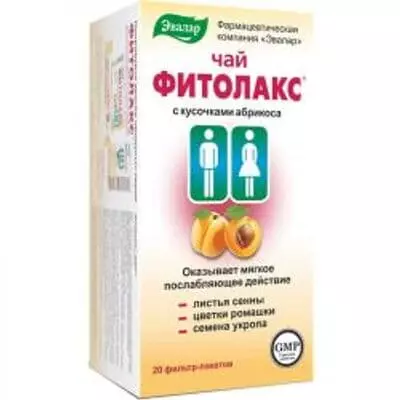 Эвалар
Фармацевтическая
компания «Эвалар»
чай
ФИТОЛАКС®
с кусочками абрикоса
Оказывает мягкое
послабляющее действие
листья сенны
цветки ромашки
семена укропа
20 фильтр-пакетов
GMP
ФИТОЛАКС